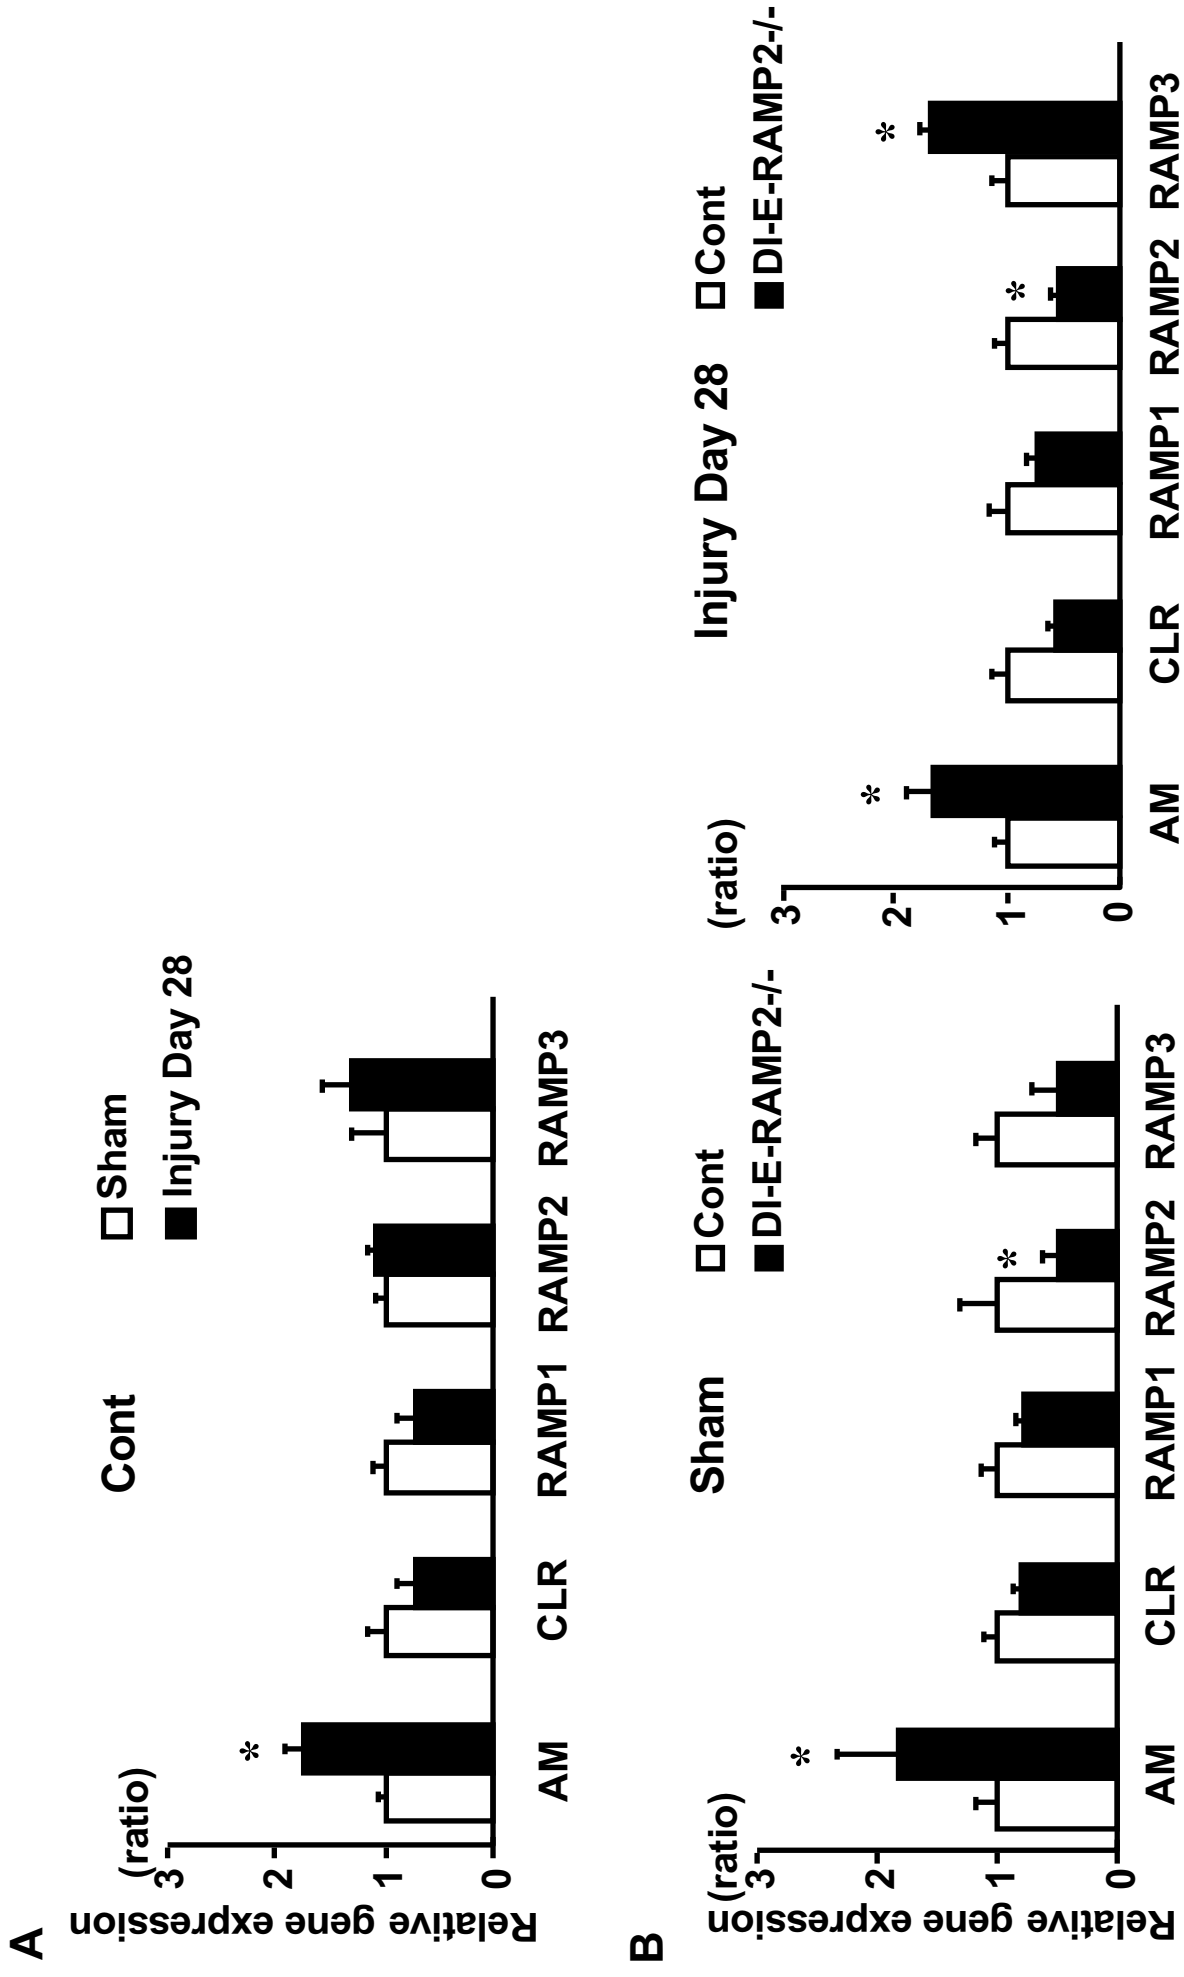 A
Cont
Sham
Injury Day 28
(ratio)
Relative gene expression
3
2
1
0
AM CLR RAMP1 RAMP2 RAMP3
*
B
Sham
Cont
DI-E-RAMP2-/-
(ratio)
Relative gene expression
3
2
1
0
* *
AM CLR RAMP1 RAMP2 RAMP3
Injury Day 28
Cont
DI-E-RAMP2-/-
(ratio)
3
2
1
0
* * *
AM CLR RAMP1 RAMP2 RAMP3